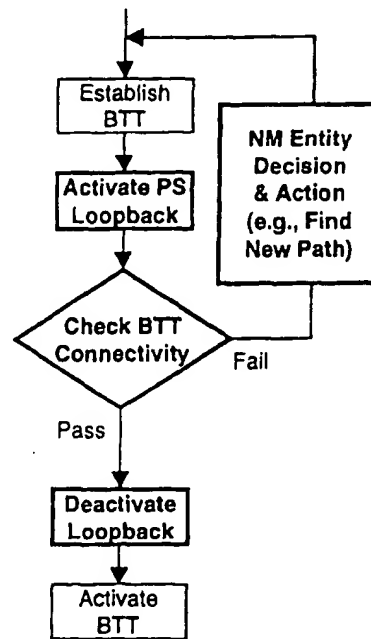 Establish
BTT
Activate PS
Loopback
NM Entity
Decision
& Action
(e.g., Find
New Path)
Check BTT
Connectivity
Fail
Pass
Deactivate
Loopback
Activate
BTT